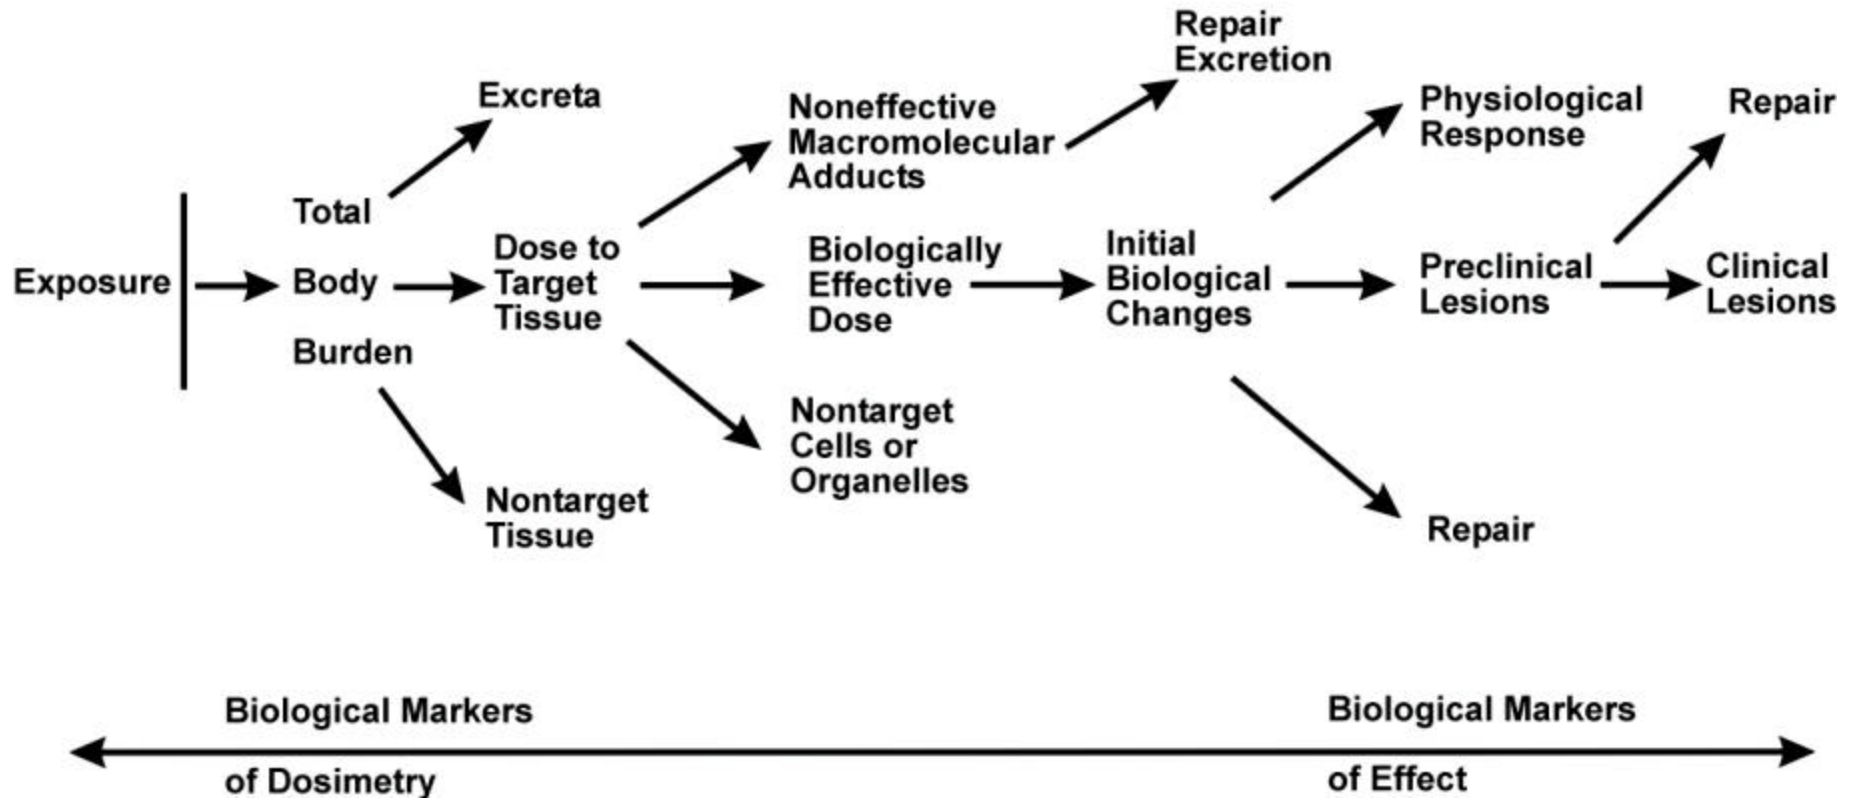 Repair
Excretion
Excreta
Noneffective
Macromolecular
Adducts
Physiological
Response
Repair
Total
Exposure
Body
Burden
Dose to
Target
Tissue
Biologically
Effective
Dose
Initial
Biological
Changes
Preclinical
Lesions
Clinical
Lesions
Nontarget
Cells or
Organelles
Nontarget
Tissue
Repair
Biological Markers
of Dosimetry
Biological Markers
of Effect